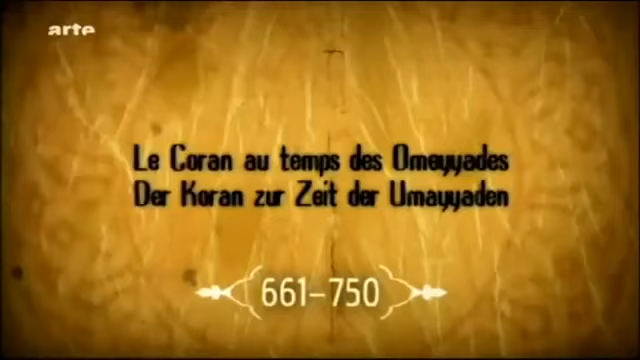 arte
Le Coran au temps des Omeyyades
Der Koran zur Zeit der Umayyaden
661–750